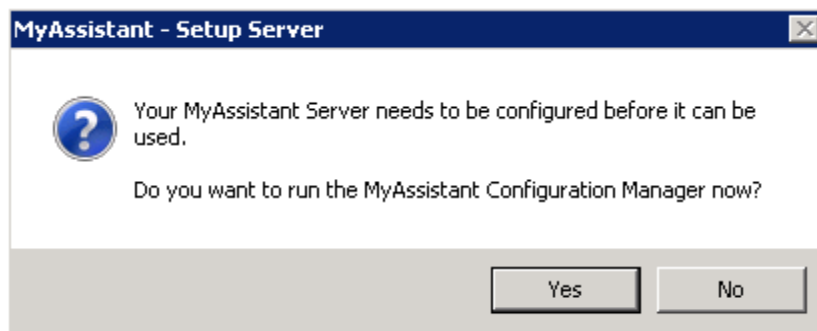 MyAssistant - Setup Server
Your MyAssistant Server needs to be configured before it can be
used.
Do you want to run the MyAssistant Configuration Manager now?
Yes
No